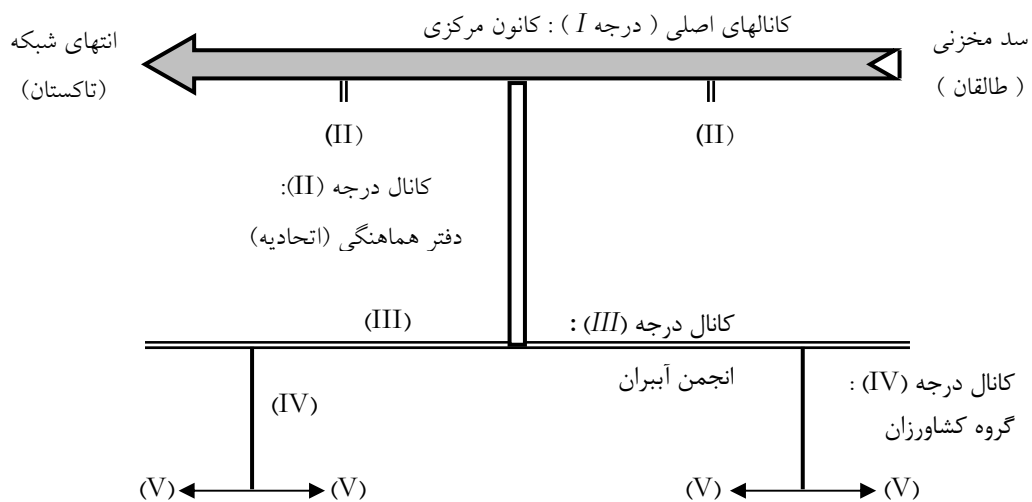 سد مخزنی
( طالقان )
کانالهای اصلی ( درجه I ) : کانون مرکزی
انتهای شبکه
(تاکستان)
(II)
(II)
کانال درجه (II):
دفتر هماهنگی (اتحادیه)
کانال درجه (III) :
(III)
انجمن آببران
کانال درجه (IV) :
گروه کشاورزان
(IV)
(V)
(V)
(V)
(V)